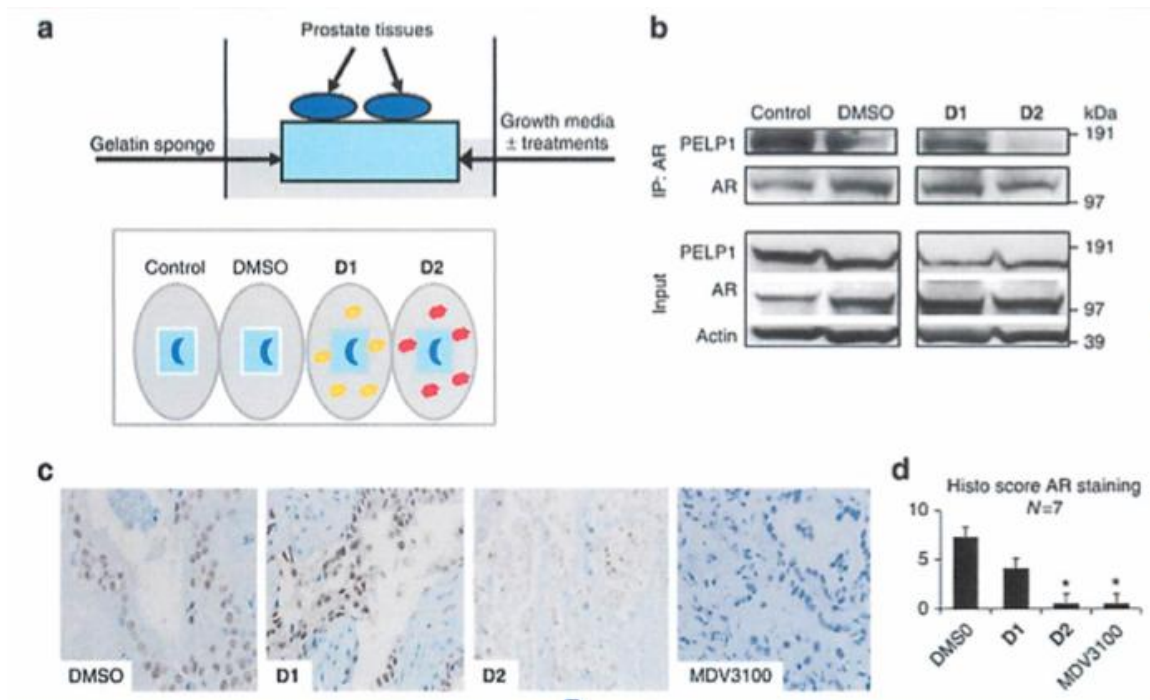 a
Prostate tissues
Gelatin sponge
Growth media
± treatments
Control DMSO D1 D2
b
Control DMSO D1 D2 kDa
IP: AR
PELP1 191
AR 97
Input
PELP1 191
AR 97
Actin 39
c
DMSO D1 D2 MDV3100
d
Histo score AR staining
N=7
10
5
0
* *
DMSO D1 D2 MDV3100